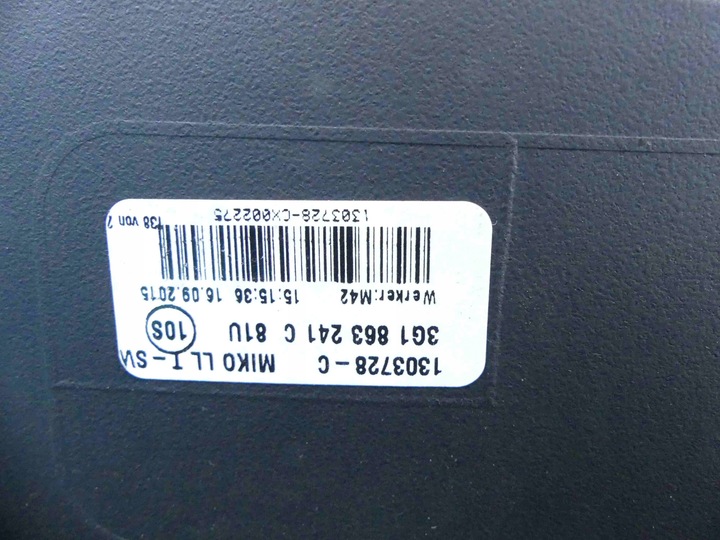 1303728-C MIKO LL T-SW
3G1 863 241 C 81U 10S
Werker:M42 15:15:36 16.09.2015
1303728-CX002275 138 von